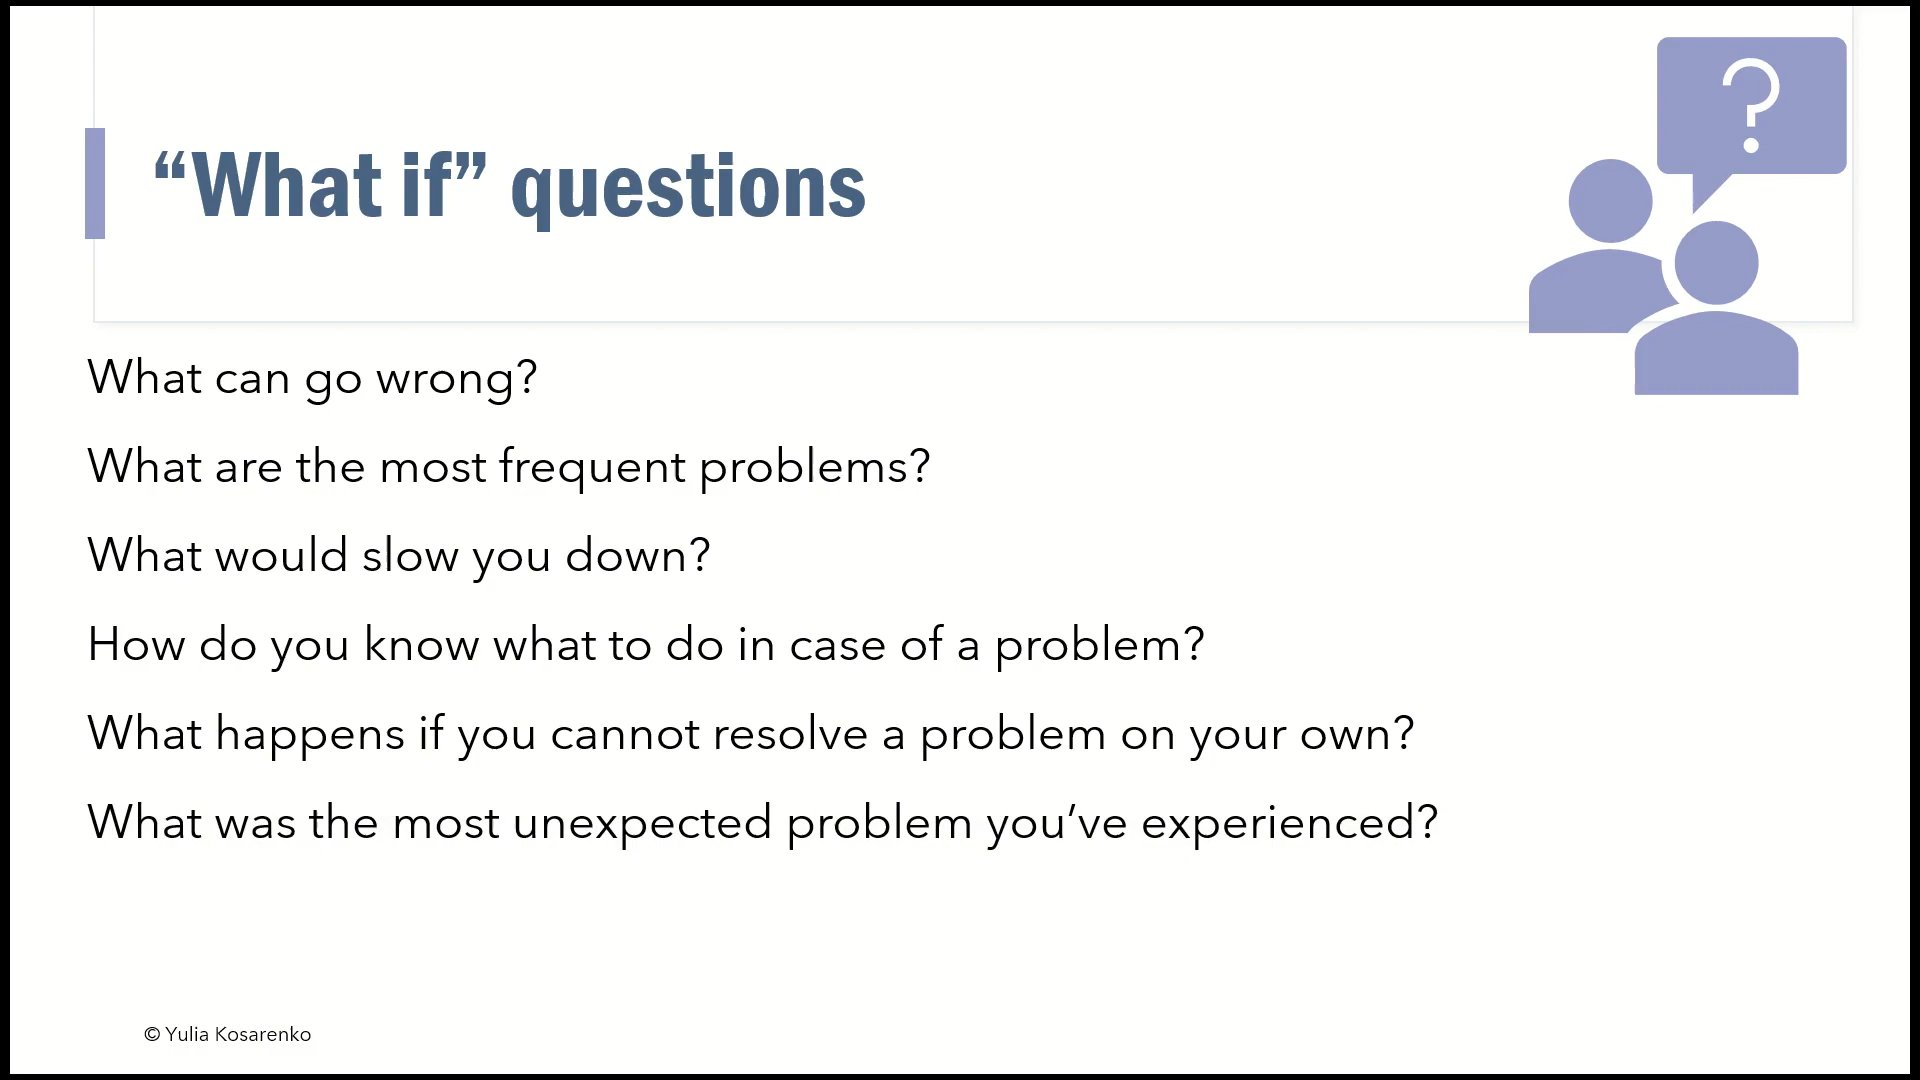 “What if” questions
?
What can go wrong?
What are the most frequent problems?
What would slow you down?
How do you know what to do in case of a problem?
What happens if you cannot resolve a problem on your own?
What was the most unexpected problem you’ve experienced?
© Yulia Kosarenko